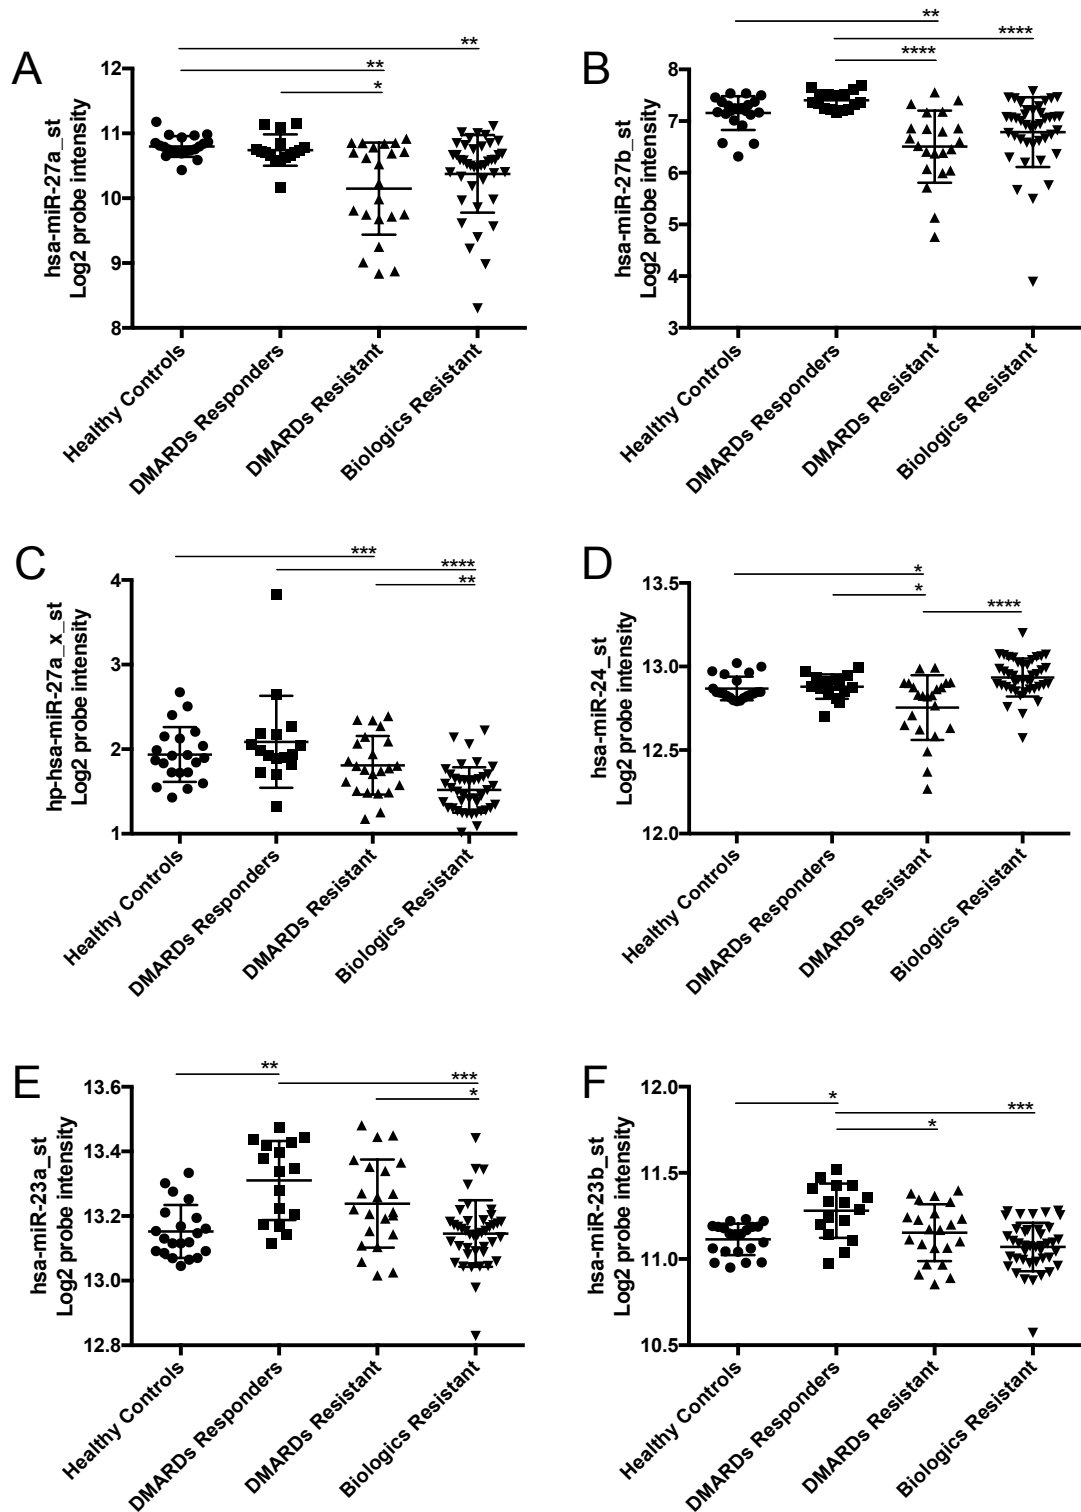 A
hsa-miR-27a_st
Log2 probe intensity
12
11
10
9
8
**
**
*
Healthy Controls
DMARDs Responders
DMARDs Resistant
Biologics Resistant
B
hsa-miR-27b_st
Log2 probe intensity
8
7
6
5
4
3
**
****
****
Healthy Controls
DMARDs Responders
DMARDs Resistant
Biologics Resistant
C
hp-hsa-miR-27a_x_st
Log2 probe intensity
4
3
2
1
***
****
**
Healthy Controls
DMARDs Responders
DMARDs Resistant
Biologics Resistant
D
hsa-miR-24_st
Log2 probe intensity
13.5
13.0
12.5
12.0
*
*
****
Healthy Controls
DMARDs Responders
DMARDs Resistant
Biologics Resistant
E
hsa-miR-23a_st
Log2 probe intensity
13.6
13.4
13.2
13.0
12.8
**
***
*
Healthy Controls
DMARDs Responders
DMARDs Resistant
Biologics Resistant
F
hsa-miR-23b_st
Log2 probe intensity
12.0
11.5
11.0
10.5
*
***
*
Healthy Controls
DMARDs Responders
DMARDs Resistant
Biologics Resistant